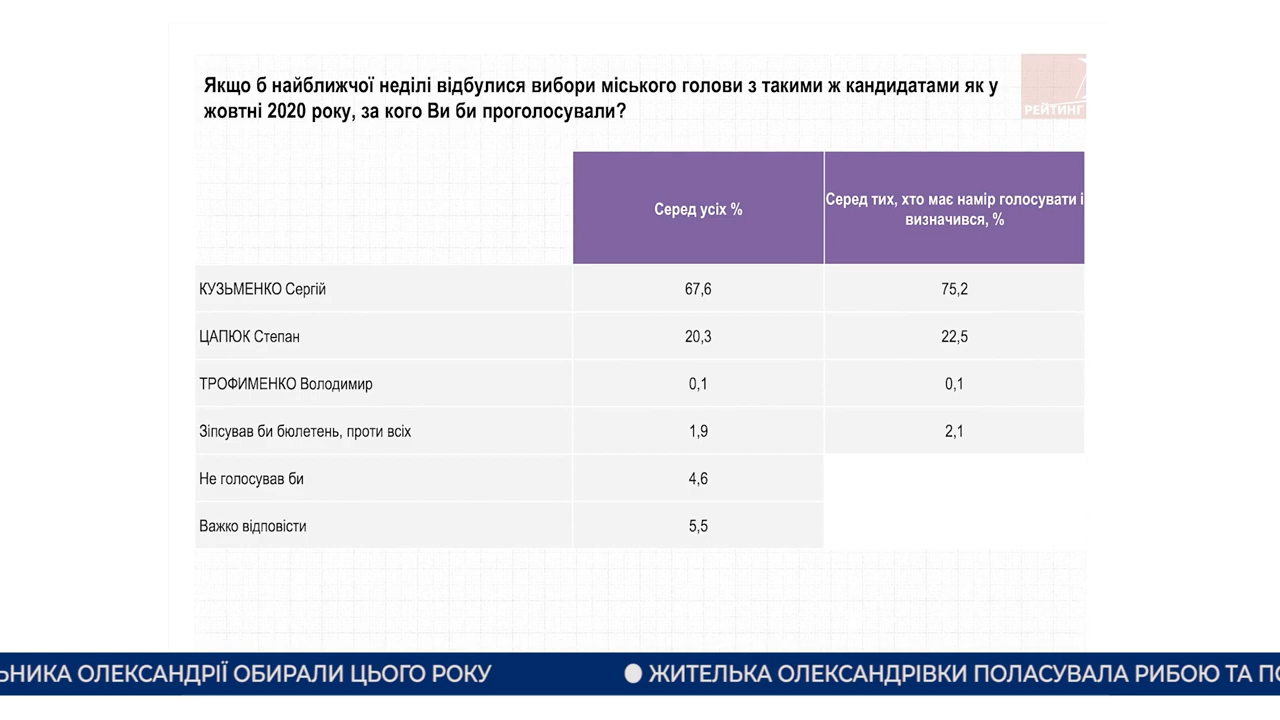 Якщо б найближчої неділі відбулися вибори міського голови з такими ж кандидатами як у
жовтні 2020 року, за кого Ви би проголосували?
РЕЙТИНГ
Серед усіх %
Серед тих, хто має намір голосувати і
визначився, %
КУЗЬМЕНКО Сергій 67,6 75,2
ЦАПЮК Степан 20,3 22,5
ТРОФИМЕНКО Володимир 0,1 0,1
Зіпсував би бюлетень, проти всіх 1,9 2,1
Не голосував би 4,6
Важко відповісти 5,5
ЬНИКА ОЛЕКСАНДРІЇ ОБИРАЛИ ЦЬОГО РОКУ ● ЖИТЕЛЬКА ОЛЕКСАНДРІВКИ ПОЛАСУВАЛА РИБОЮ ТА